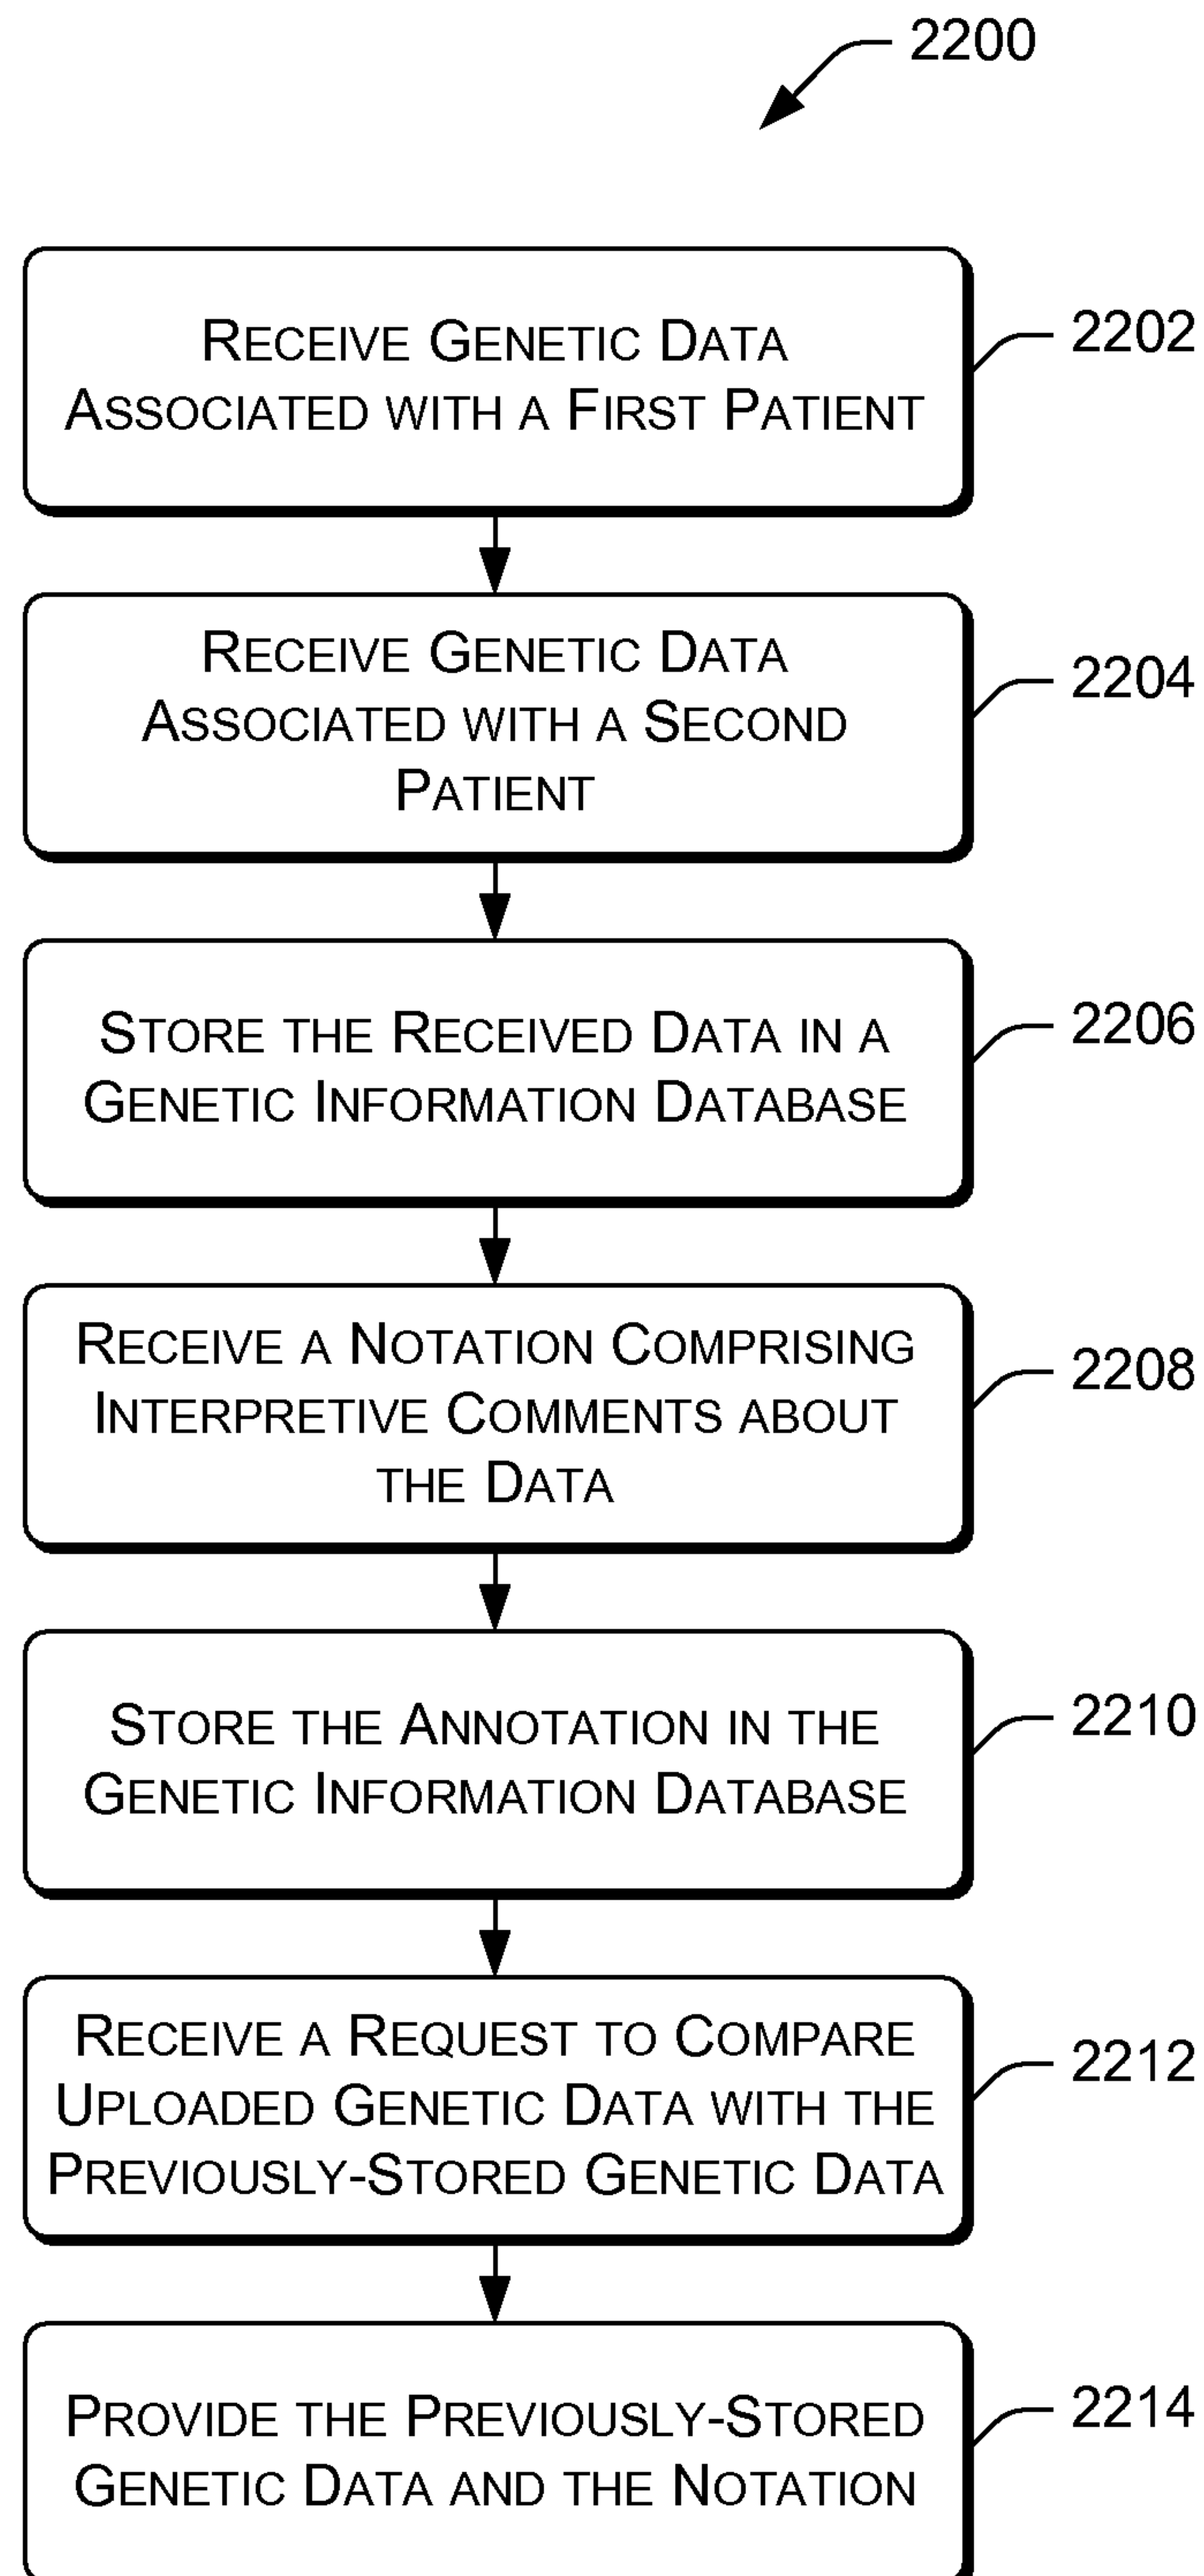 2200
RECEIVE GENETIC DATA
ASSOCIATED WITH A FIRST PATIENT
2202
RECEIVE GENETIC DATA
ASSOCIATED WITH A SECOND
PATIENT
2204
STORE THE RECEIVED DATA IN A
GENETIC INFORMATION DATABASE
2206
RECEIVE A NOTATION COMPRISING
INTERPRETIVE COMMENTS ABOUT
THE DATA
2208
STORE THE ANNOTATION IN THE
GENETIC INFORMATION DATABASE
2210
RECEIVE A REQUEST TO COMPARE
UPLOADED GENETIC DATA WITH THE
PREVIOUSLY-STORED GENETIC DATA
2212
PROVIDE THE PREVIOUSLY-STORED
GENETIC DATA AND THE NOTATION
2214